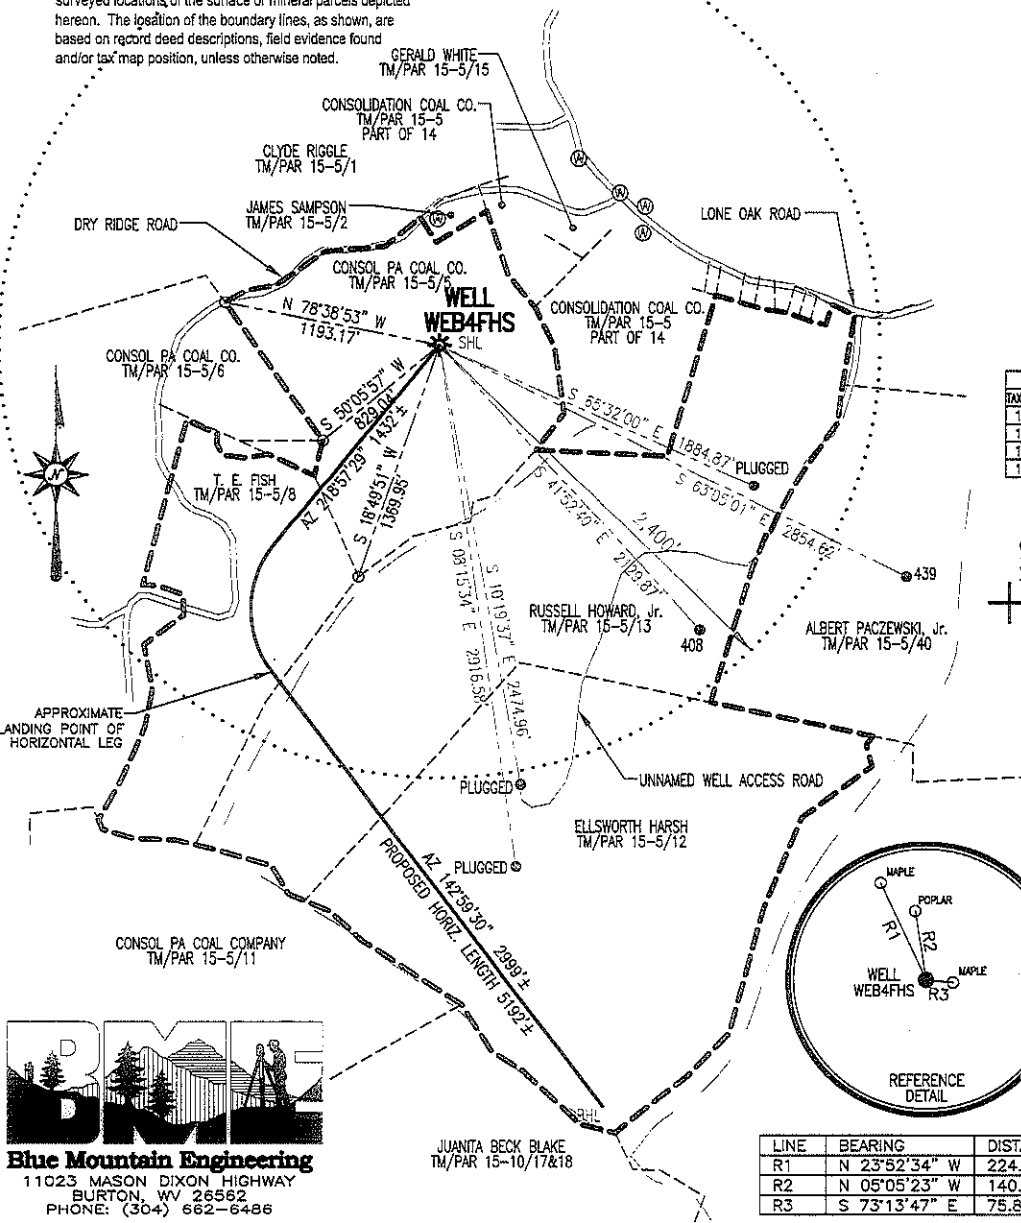 surveyed locations of the surface or mineral parcels depicted
hereon. The location of the boundary lines, as shown, are
based on record deed descriptions, field evidence found
and/or tax map position, unless otherwise noted.
GERALD WHITE
TM/PAR 15-5/15
CONSOLIDATION COAL CO.
TM/PAR 15-5
PART OF 14
CLYDE RIGGLE
TM/PAR 15-5/1
JAMES SAMPSON
TM/PAR 15-5/2
DRY RIDGE ROAD
LONE OAK ROAD
W
W
W
W
W
CONSOL PA COAL CO.
TM/PAR 15-5/5
WELL
WEB4FHS
SHL
CONSOLIDATION COAL CO.
TM/PAR 15-5
PART OF 14
N 78°38'53" W
1193.17'
CONSOL PA COAL CO.
TM/PAR 15-5/6
S 50°05'57" W
829.04'
AZ 218°57'29" 1432'±
S 18°49'51" W
1369.95'
S 65°32'00" E 1884.87'
PLUGGED
S 63°05'01" E 2854.62'
439
S 41°52'40" E 2129.87'
2,400'
408
T. E. FISH
TM/PAR 15-5/8
N
S 08°15'34" E 2916.58'
S 10°19'37" E 2474.96'
RUSSELL HOWARD, Jr.
TM/PAR 15-5/13
ALBERT PACZEWSKI, Jr.
TM/PAR 15-5/40
APPROXIMATE
LANDING POINT OF
HORIZONTAL LEG
PLUGGED
UNNAMED WELL ACCESS ROAD
PLUGGED
ELLSWORTH HARSH
TM/PAR 15-5/12
AZ 142°59'30" 2999'±
PROPOSED HORIZ. LENGTH 5192'±
CONSOL PA COAL COMPANY
TM/PAR 15-5/11
MAPLE
POPLAR
R1
R2
WELL
WEB4FHS
MAPLE
R3
REFERENCE
DETAIL
BHL
BME
Blue Mountain Engineering
11023 MASON DIXON HIGHWAY
BURTON, WV 26562
PHONE: (304) 662-6486
JUANITA BECK BLAKE
TM/PAR 15-10/17&18
LINE BEARING DIST.
R1 N 23°52'34" W 224.
R2 N 05°05'23" W 140.
R3 S 73°13'47" E 75.8